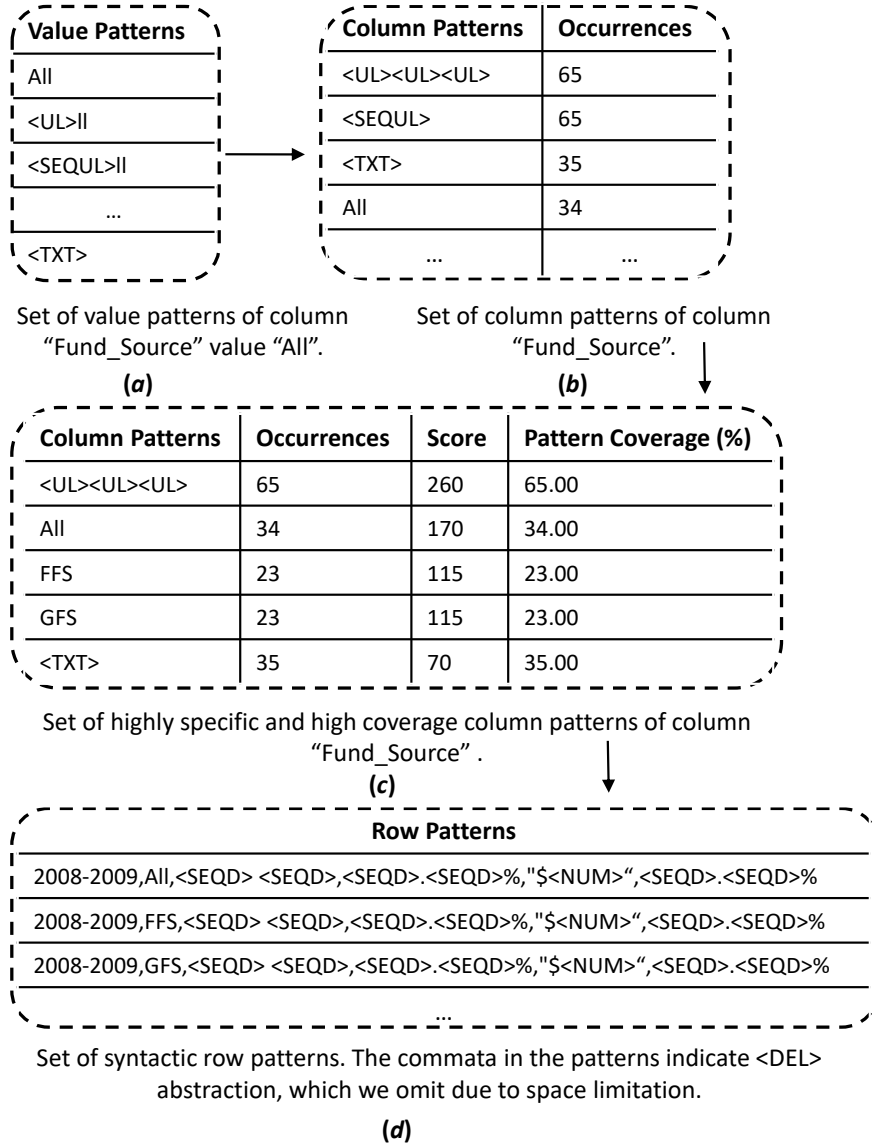 Value Patterns
All
<UL>ll
<SEQUL>ll
...
<TXT>
Set of value patterns of column
“Fund_Source” value “All”.
(a)
Column Patterns Occurrences
<UL><UL><UL> 65
<SEQUL> 65
<TXT> 35
All 34
... ...
Set of column patterns of column
“Fund_Source”.
(b)
Column Patterns Occurrences Score Pattern Coverage (%)
<UL><UL><UL> 65 260 65.00
All 34 170 34.00
FFS 23 115 23.00
GFS 23 115 23.00
<TXT> 35 70 35.00
Set of highly specific and high coverage column patterns of column
“Fund_Source” .
(c)
Row Patterns
2008-2009,All,<SEQD> <SEQD>,<SEQD>.<SEQD>%,"$<NUM>“,<SEQD>.<SEQD>%
2008-2009,FFS,<SEQD> <SEQD>,<SEQD>.<SEQD>%,"$<NUM>“,<SEQD>.<SEQD>%
2008-2009,GFS,<SEQD> <SEQD>,<SEQD>.<SEQD>%,"$<NUM>“,<SEQD>.<SEQD>%
...
Set of syntactic row patterns. The commata in the patterns indicate <DEL>
abstraction, which we omit due to space limitation.
(d)